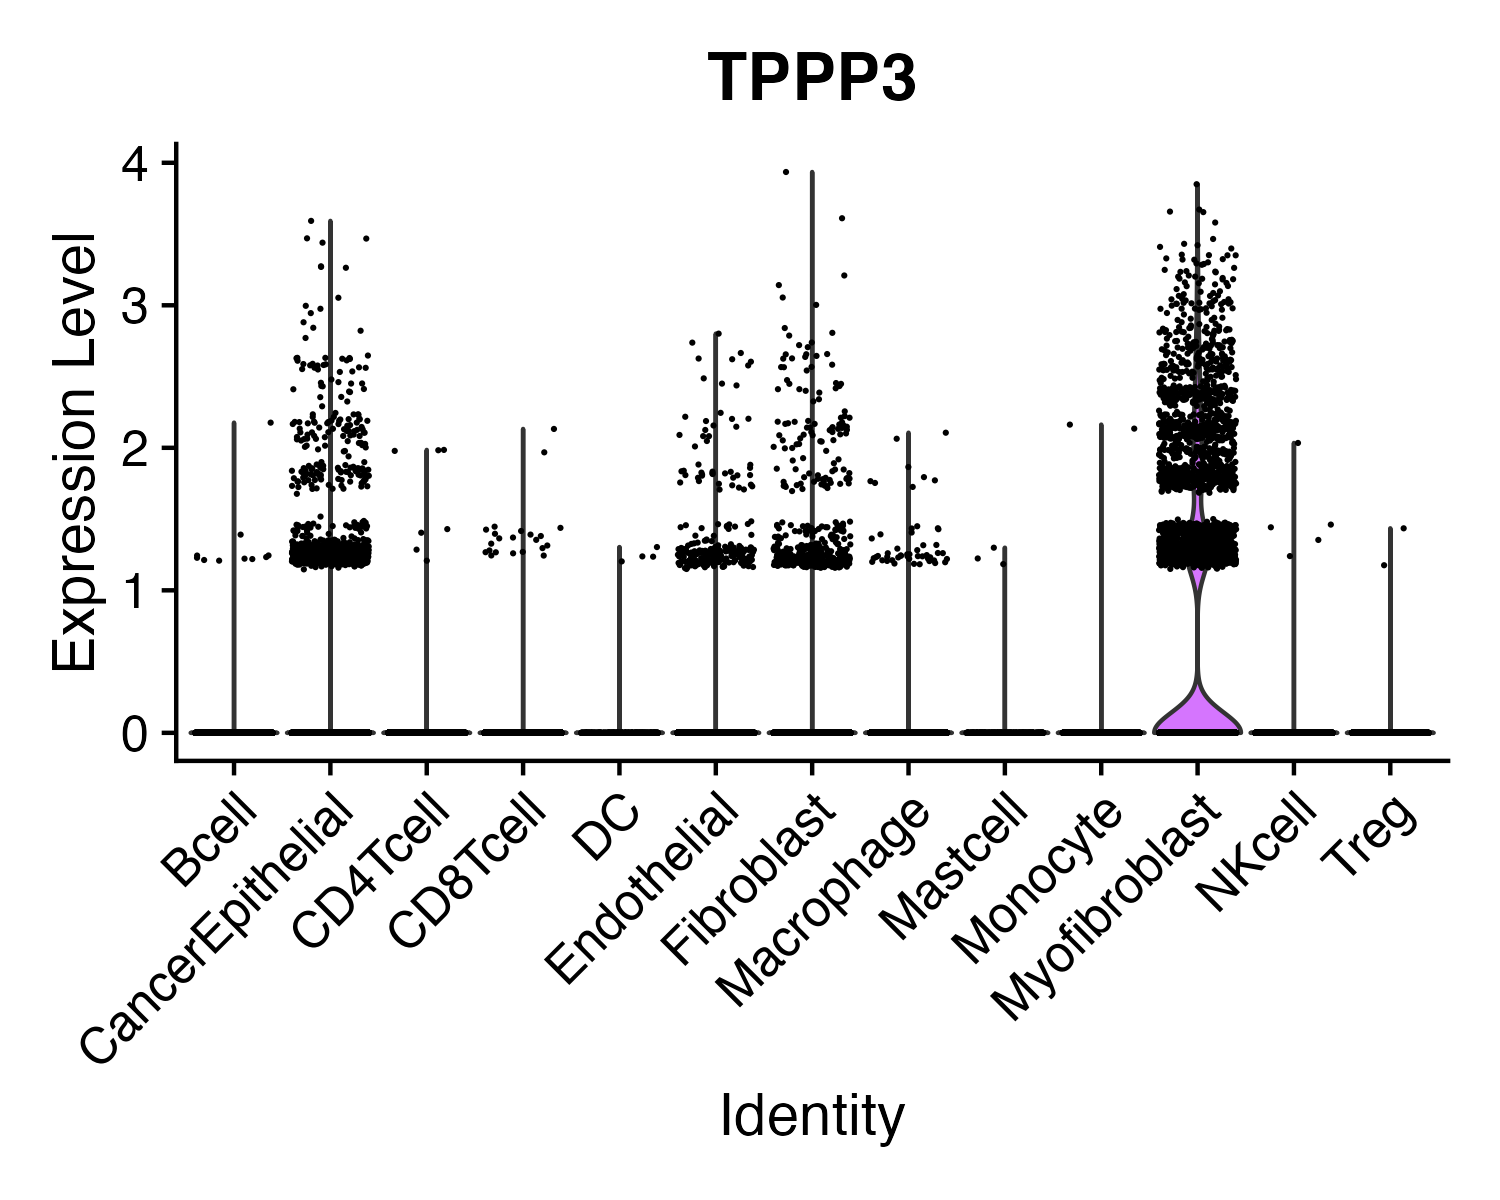 TPPP3
Expression Level
4
3
2
1
0
Bcell
CancerEpithelial
CD4Tcell
CD8Tcell
DC
Endothelial
Fibroblast
Macrophage
Mastcell
Monocyte
Myofibroblast
NKcell
Treg
Identity